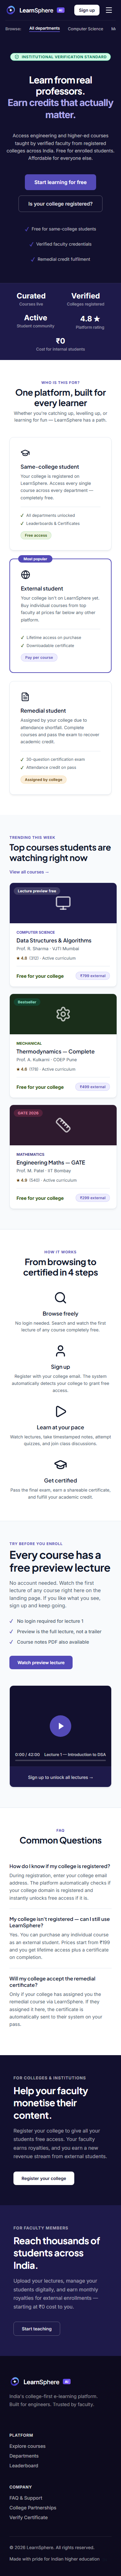 LearnSphere AI Sign up
Browse: All departments Computer Science
INSTITUTIONAL VERIFICATION STANDARD
Learn from real
professors.
Earn credits that actually
matter.
Access engineering and higher-ed courses
taught by verified faculty from registered
colleges across India. Free for enrolled students.
Affordable for everyone else.
Start learning for free
Is your college registered?
Free for same-college students
Verified faculty credentials
Remedial credit fulfilment
Curated Verified
Courses live Colleges registered
Active 4.8 ★
Student community Platform rating
₹0
Cost for internal students
WHO IS THIS FOR?
One platform, built for
every learner
Whether you're catching up, levelling up, or
learning for fun — LearnSphere has a path.
Same-college student
Your college is registered on
LearnSphere. Access every single
course across every department —
completely free.
✓ All departments unlocked
✓ Leaderboards & Certificates
Free access
Most popular
External student
Your college isn't on LearnSphere yet.
Buy individual courses from top
faculty at prices far below any other
platform.
✓ Lifetime access on purchase
✓ Downloadable certificate
Pay per course
Remedial student
Assigned by your college due to
attendance shortfall. Complete
courses and pass the exam to recover
academic credit.
✓ 30-question certification exam
✓ Attendance credit on pass
Assigned by college
TRENDING THIS WEEK
Top courses students are
watching right now
View all courses →
Lecture preview free
COMPUTER SCIENCE
Data Structures & Algorithms
Prof. R. Sharma · VJTI Mumbai
★ 4.8 (312) · Active curriculum
Free for your college ₹799 external
Bestseller
MECHANICAL
Thermodynamics — Complete
Prof. A. Kulkarni · COEP Pune
★ 4.6 (178) · Active curriculum
Free for your college ₹499 external
GATE 2026
MATHEMATICS
Engineering Maths — GATE
Prof. M. Patel · IIT Bombay
★ 4.9 (540) · Active curriculum
Free for your college ₹399 external
HOW IT WORKS
From browsing to
certified in 4 steps
Browse freely
No login needed. Search and watch the first
lecture of any course completely free.
Sign up
Register with your college email. The system
automatically detects your college to grant free
access.
Learn at your pace
Watch lectures, take timestamped notes, attempt
quizzes, and join discussions.
Get certified
Pass the final exam, earn a shareable certificate,
and fulfil your academic credit.
TRY BEFORE YOU ENROLL
Every course has a
free preview lecture
No account needed. Watch the first
lecture of any course right here on the
landing page. If you like what you see,
sign up and keep going.
✓ No login required for lecture 1
✓ Preview is the full lecture, not a trailer
✓ Course notes PDF also available
Watch preview lecture
0:00 / 42:00 Lecture 1 — Introduction to DSA
Sign up to unlock all lectures →
FAQ
Common Questions
How do I know if my college is registered?
During registration, enter your college email
address. The platform automatically checks if
your domain is registered and grants
immediate access if it is.
My college isn't registered — can I still use
LearnSphere?
Yes. You can purchase any individual course
as an external student. Prices start from ₹199
and you get lifetime access plus a certificate
on completion.
Will my college accept the remedial
certificate?
Only if your college has assigned you the
remedial course via LearnSphere. If they
assigned it, the certificate is automatically
sent to their system on your
pass.
FOR COLLEGES & INSTITUTIONS
Help your faculty
monetise their
content.
Register your college to give all your
students free access. Your faculty
earns and earns, and you earn a
revenue stream from external students.
Register your college
FOR FACULTY MEMBERS
Reach thousands of
students across
India.
Upload your lectures, manage your
students digitally, and earn monthly
royalties for external enrollments —
starting at ₹0 cost to you.
Start teaching
LearnSphere AI
India's college-first e-learning platform.
Built for engineers. Trusted by faculty.
PLATFORM
Explore courses
Departments
Leaderboard
COMPANY
FAQ & Support
College Partnerships
Verify Certificate
© 2026 LearnSphere. All rights reserved.
Made with pride for Indian higher education